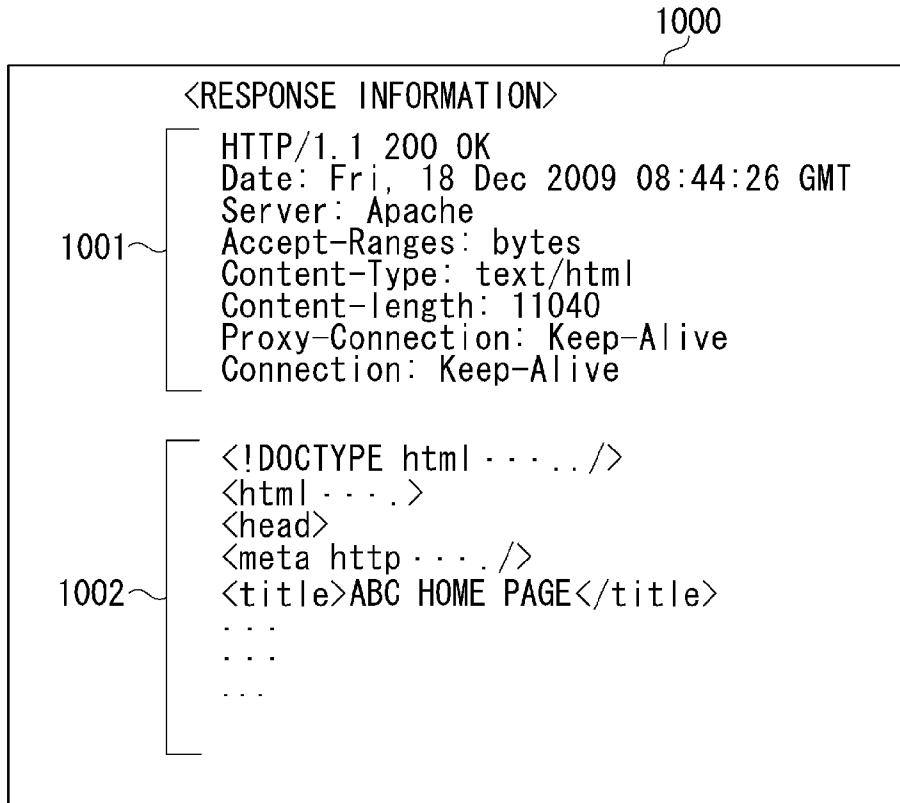 1000
<RESPONSE INFORMATION>
1001
HTTP/1.1 200 OK
Date: Fri, 18 Dec 2009 08:44:26 GMT
Server: Apache
Accept-Ranges: bytes
Content-Type: text/html
Content-length: 11040
Proxy-Connection: Keep-Alive
Connection: Keep-Alive
1002
<!DOCTYPE html ･･･../>
<html ･･･.>
<head>
<meta http ･･･./>
<title>ABC HOME PAGE</title>
...
...
...